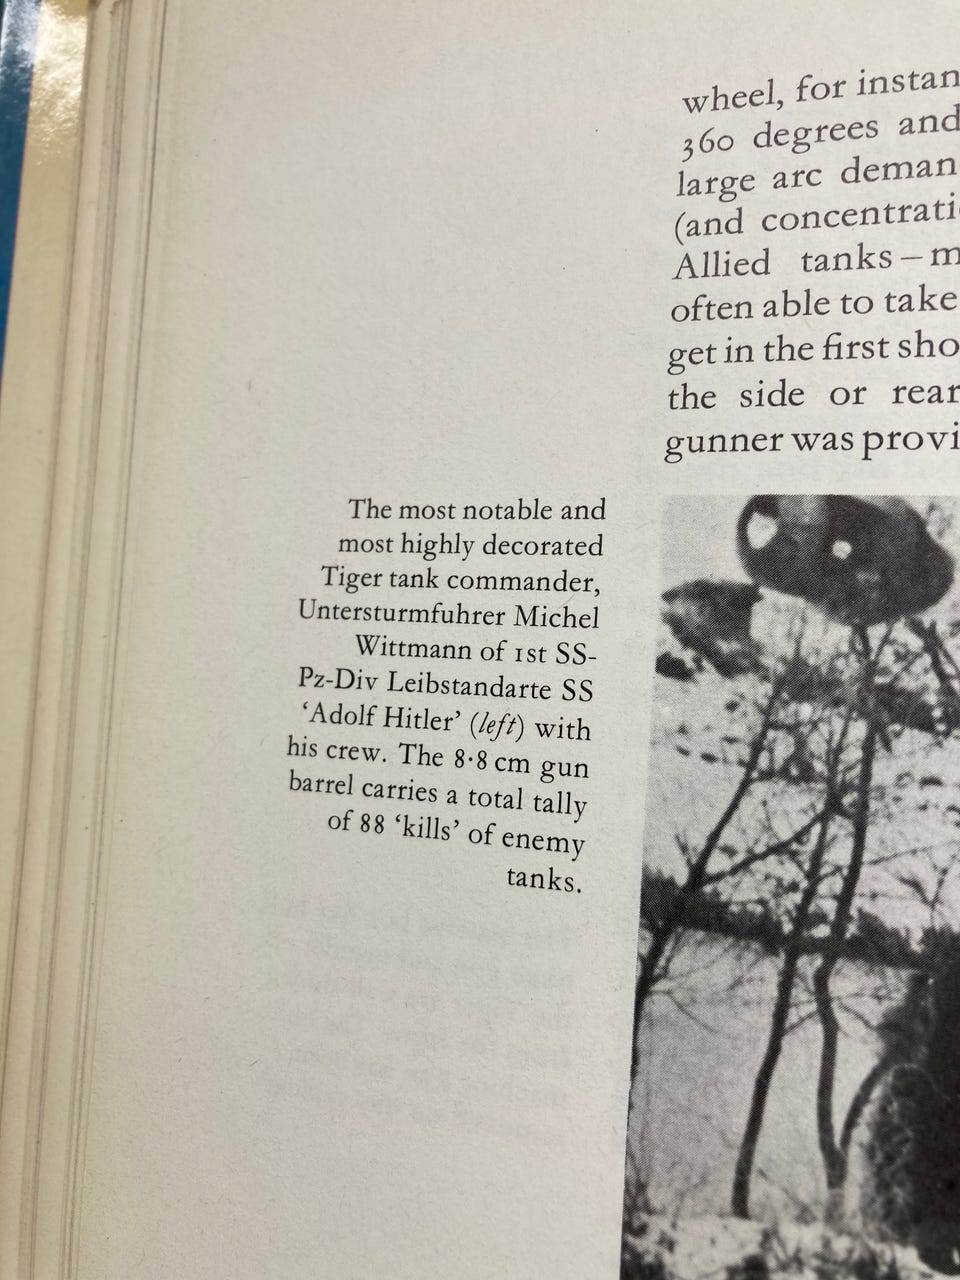 wheel, for instan
360 degrees and
large arc deman
(and concentrati
Allied tanks – m
often able to take
get in the first sho
the side or rear
gunner was provi
The most notable and
most highly decorated
Tiger tank commander,
Untersturmfuhrer Michel
Wittmann of 1st SS-
Pz-Div Leibstandarte SS
‘Adolf Hitler’ (left) with
his crew. The 8·8 cm gun
barrel carries a total tally
of 88 ‘kills’ of enemy
tanks.